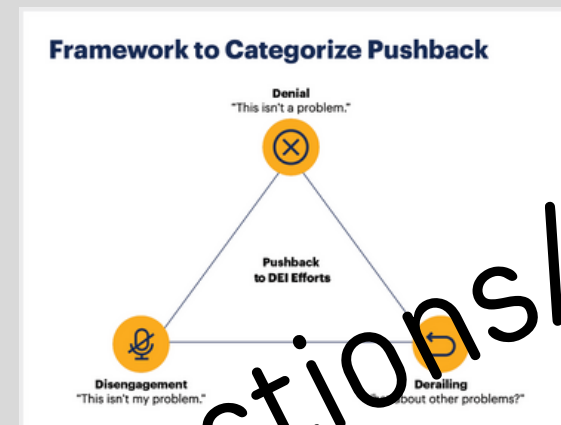 Framework to Categorize Pushback
Denial
"This isn't a problem."
Pushback
to DEI Efforts
Disengagement
"This isn't my problem."
Derailing
about other problems?"
ctions/